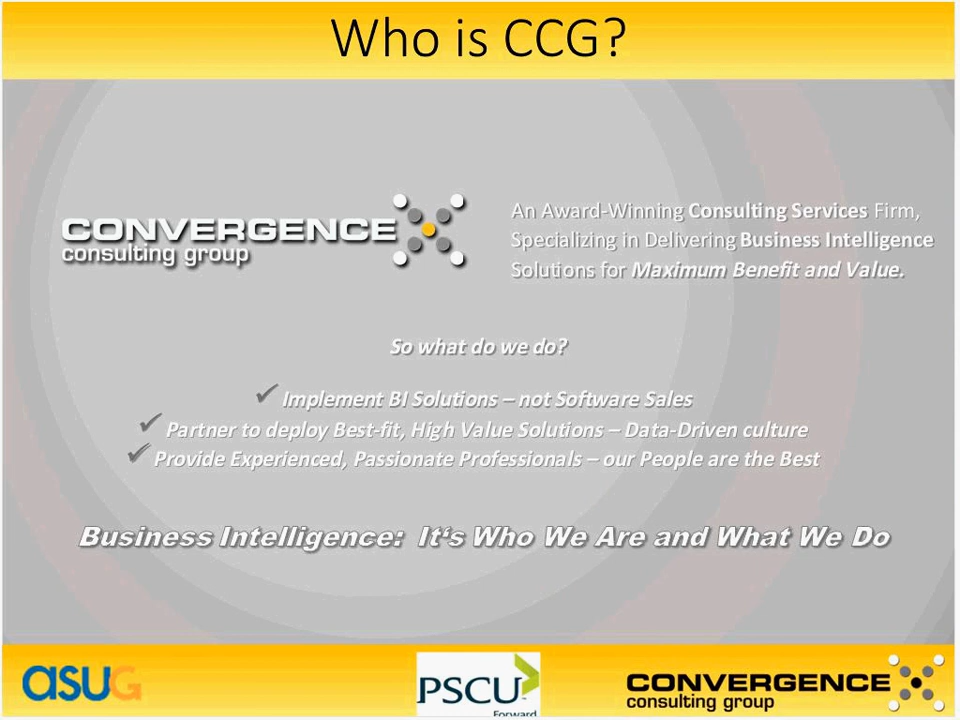 Who is CCG?
CONVERGENCE
consulting group
An Award-Winning Consulting Services Firm,
Specializing in Delivering Business Intelligence
Solutions for Maximum Benefit and Value.
So what do we do?
✓ Implement BI Solutions – not Software Sales
✓ Partner to deploy Best-fit, High Value Solutions – Data-Driven culture
✓ Provide Experienced, Passionate Professionals – our People are the Best
Business Intelligence: It‘s Who We Are and What We Do
asuG
PSCU
Forward
CONVERGENCE
consulting group